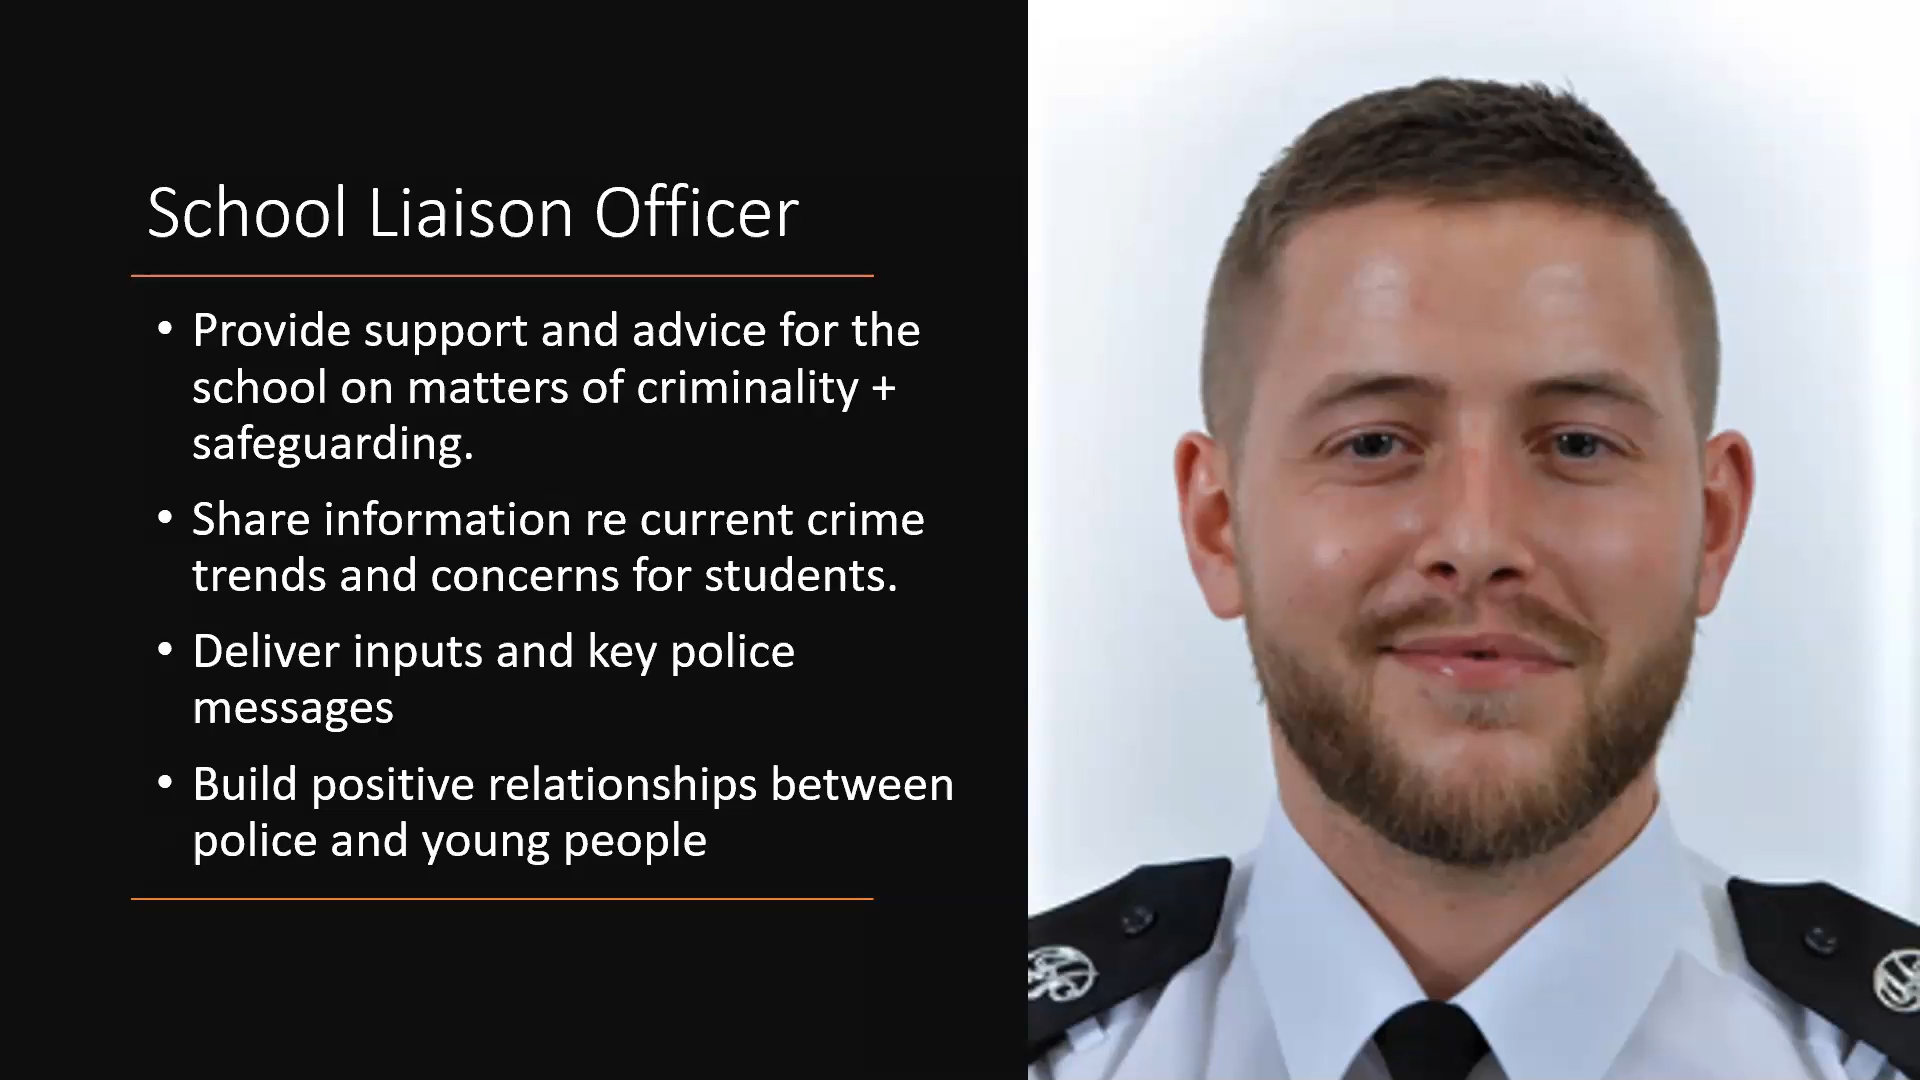 School Liaison Officer
• Provide support and advice for the
school on matters of criminality +
safeguarding.
• Share information re current crime
trends and concerns for students.
• Deliver inputs and key police
messages
• Build positive relationships between
police and young people